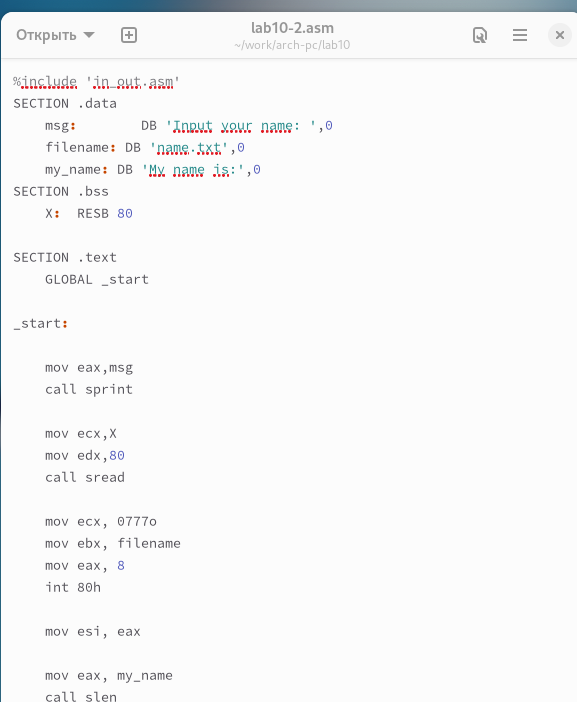 Открыть
lab10-2.asm
~/work/arch-pc/lab10
%include 'in_out.asm'
SECTION .data
    msg:        DB 'Input your name: ',0
    filename: DB 'name.txt',0
    my_name: DB 'My name is:',0
SECTION .bss
    X:  RESB 80

SECTION .text
    GLOBAL _start

_start:

    mov eax,msg
    call sprint

    mov ecx,X
    mov edx,80
    call sread

    mov ecx, 0777o
    mov ebx, filename
    mov eax, 8
    int 80h

    mov esi, eax

    mov eax, my_name
    call slen